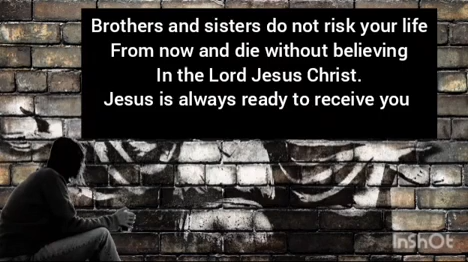 Brothers and sisters do not risk your life
From now and die without believing
In the Lord Jesus Christ.
Jesus is always ready to receive you
InShOt